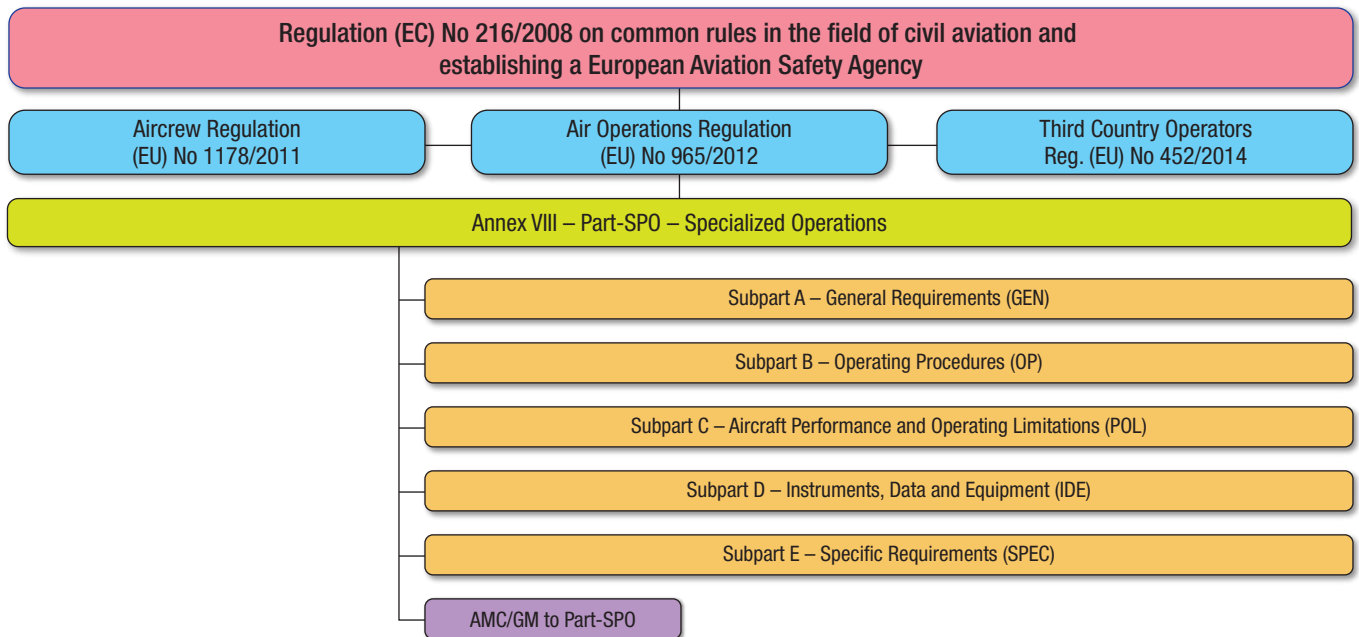 Regulation (EC) No 216/2008 on common rules in the field of civil aviation and
establishing a European Aviation Safety Agency
Aircrew Regulation
(EU) No 1178/2011
Air Operations Regulation
(EU) No 965/2012
Third Country Operators
Reg. (EU) No 452/2014
Annex VIII – Part-SPO – Specialized Operations
Subpart A – General Requirements (GEN)
Subpart B – Operating Procedures (OP)
Subpart C – Aircraft Performance and Operating Limitations (POL)
Subpart D – Instruments, Data and Equipment (IDE)
Subpart E – Specific Requirements (SPEC)
AMC/GM to Part-SPO